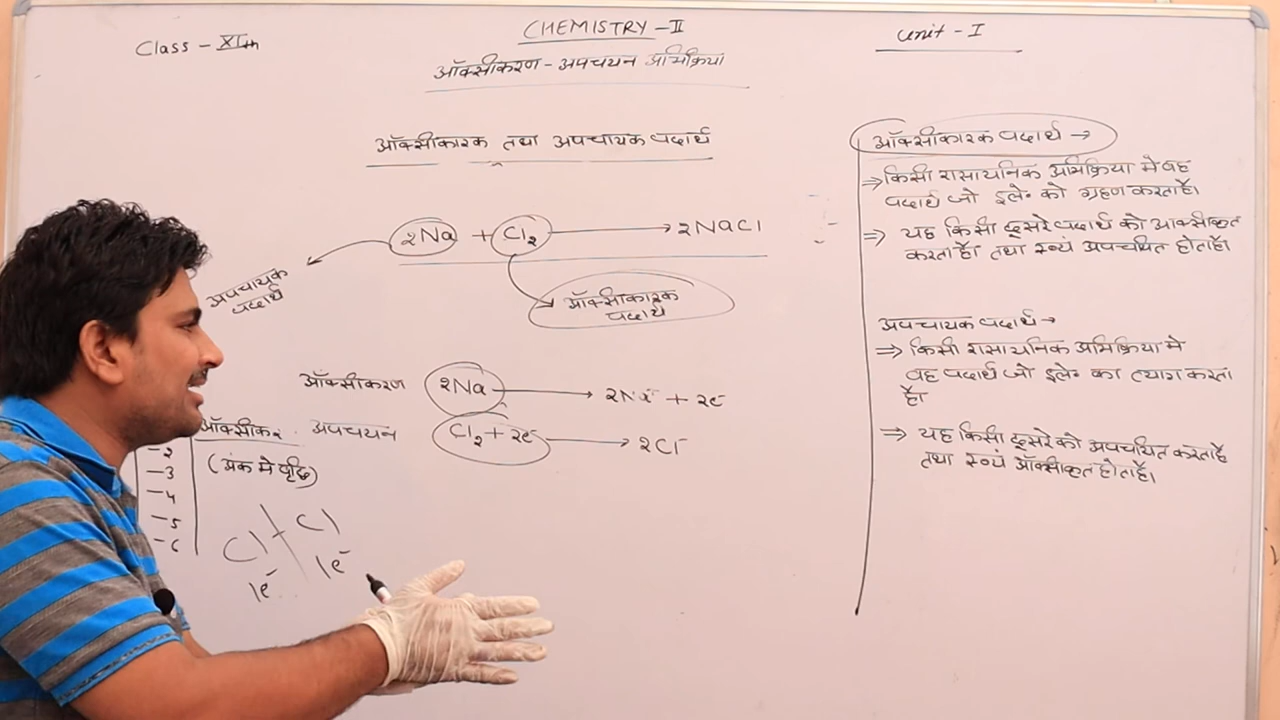 Class - XIth
CHEMISTRY - II
Unit - I
ऑक्सीकरण - अपचयन अभिक्रिया
ऑक्सीकारक तथा अपचायक पदार्थ
2Na + Cl₂ → 2NaCl
अपचायक
पदार्थ
ऑक्सीकारक
पदार्थ
ऑक्सीकरण 2Na → 2Na⁺ + 2e⁻
अपचयन Cl₂ + 2e⁻ → 2Cl⁻
(अंक मे वृद्धि)
-2
-3
-4
-5
-6
Cl + Cl
1e⁻ 1e⁻
ऑक्सीकारक पदार्थ →
⇒ किसी रासायनिक अभिक्रिया मे वह
पदार्थ जो इले० को ग्रहण करता है।
⇒ यह किसी दूसरे पदार्थ को आक्सीकृत
करता है। तथा स्वयं अपचयित होता है।
अपचायक पदार्थ →
⇒ किसी रासायनिक अभिक्रिया मे
वह पदार्थ जो इले० का त्याग करता
है।
⇒ यह किसी दूसरे को अपचयित करता है
तथा स्वयं ऑक्सीकृत होता है।